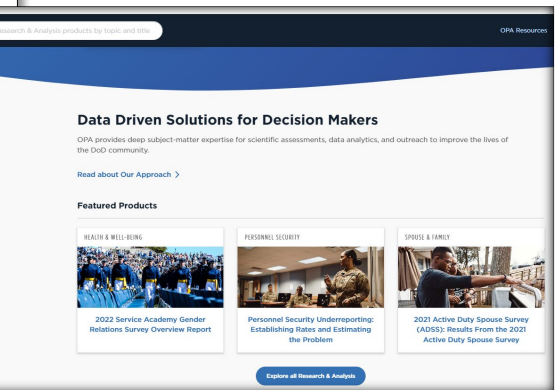 Research & Analysis products by topic and title
OPA Resources
Data Driven Solutions for Decision Makers
OPA provides deep subject-matter expertise for scientific assessments, data analytics, and outreach to improve the lives of
the DoD community.
Read about Our Approach >
Featured Products
HEALTH & WELL-BEING
2022 Service Academy Gender
Relations Survey Overview Report
PERSONNEL SECURITY
Personnel Security Underreporting:
Establishing Rates and Estimating
the Problem
SPOUSE & FAMILY
2021 Active Duty Spouse Survey
(ADSS): Results From the 2021
Active Duty Spouse Survey
Explore all Research & Analysis